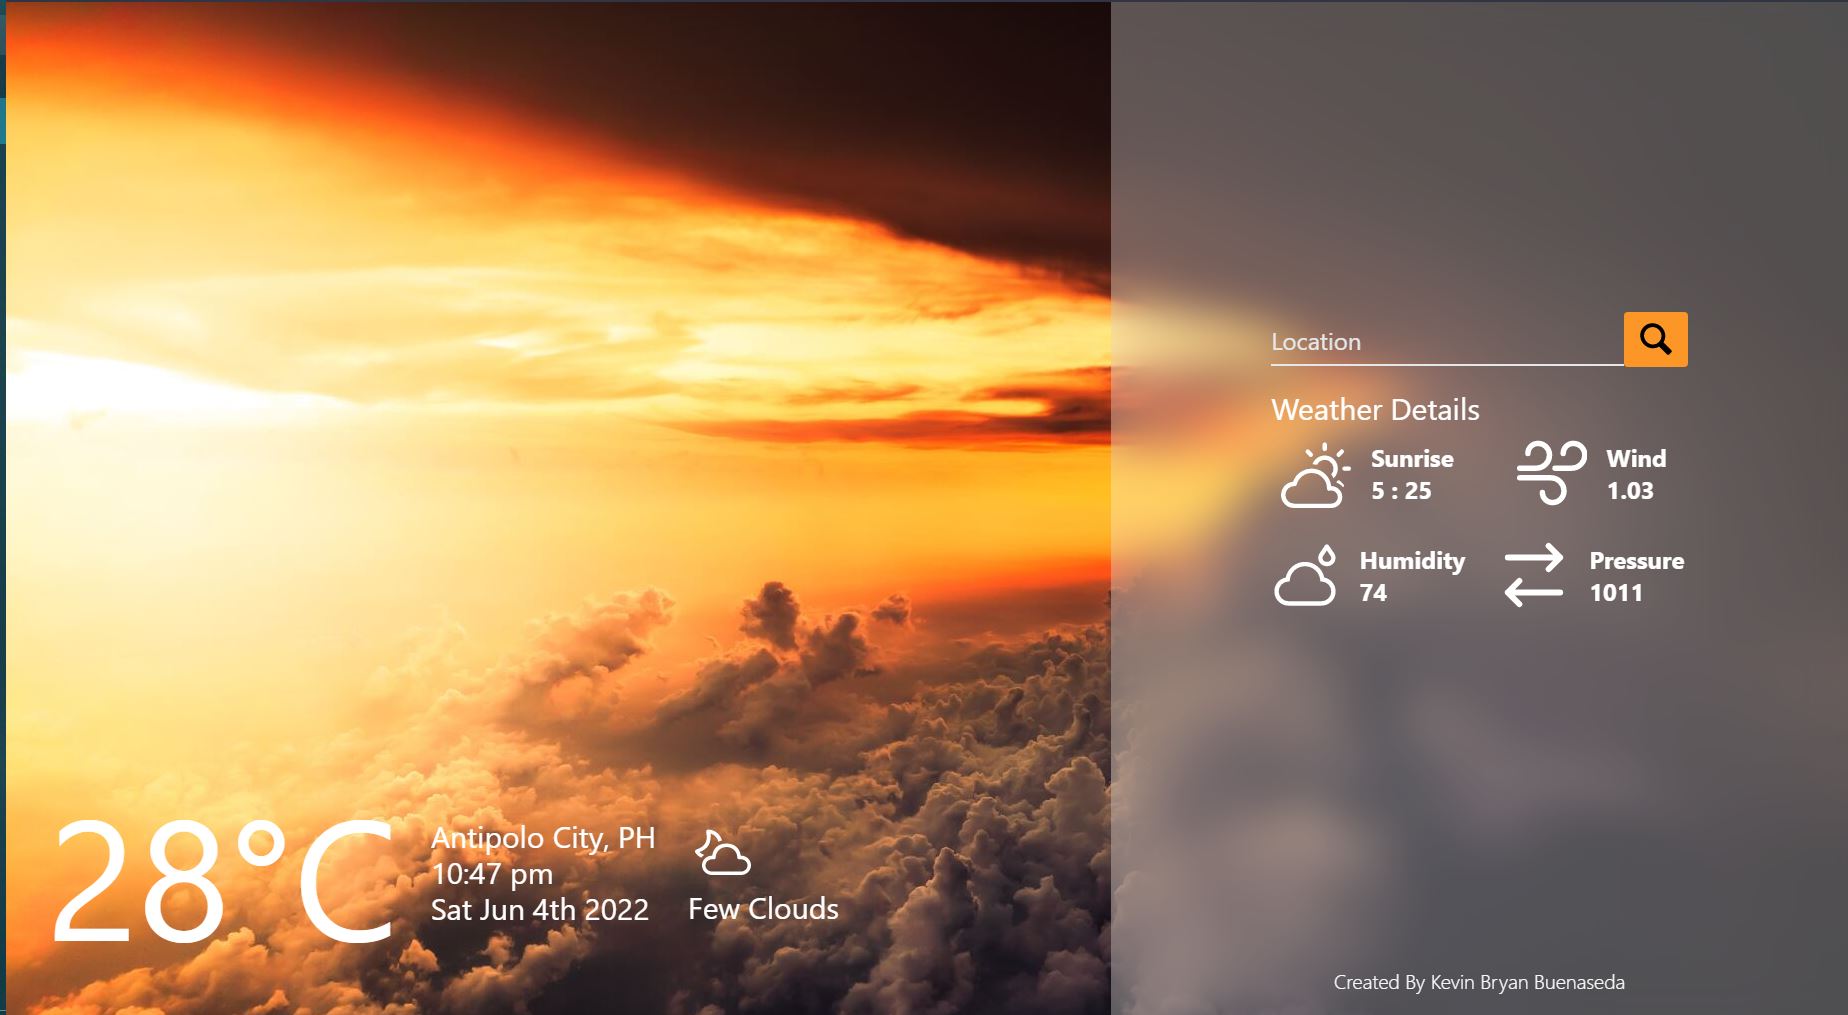 Location
Weather Details
Sunrise
5 : 25
Wind
1.03
Humidity
74
Pressure
1011
28°C
Antipolo City, PH
10:47 pm
Sat Jun 4th 2022
Few Clouds
Created By Kevin Bryan Buenaseda